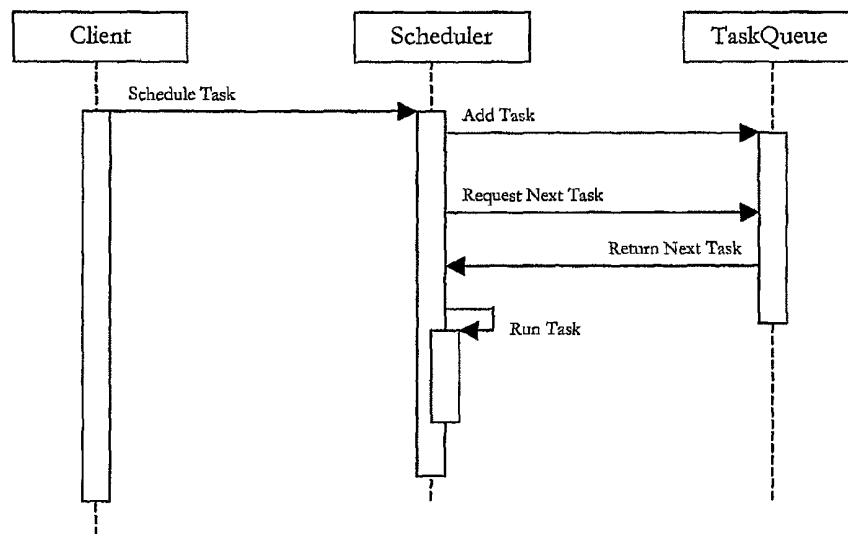 Client
Scheduler
TaskQueue
Schedule Task
Add Task
Request Next Task
Return Next Task
Run Task